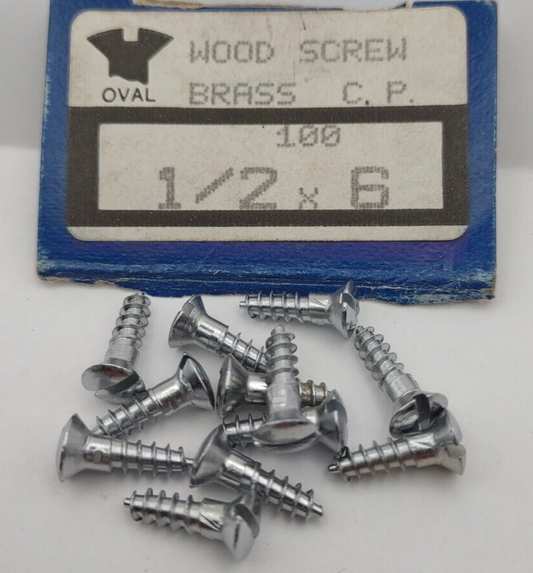 WOOD SCREW
OVAL BRASS C.P.
100
1/2 x 6